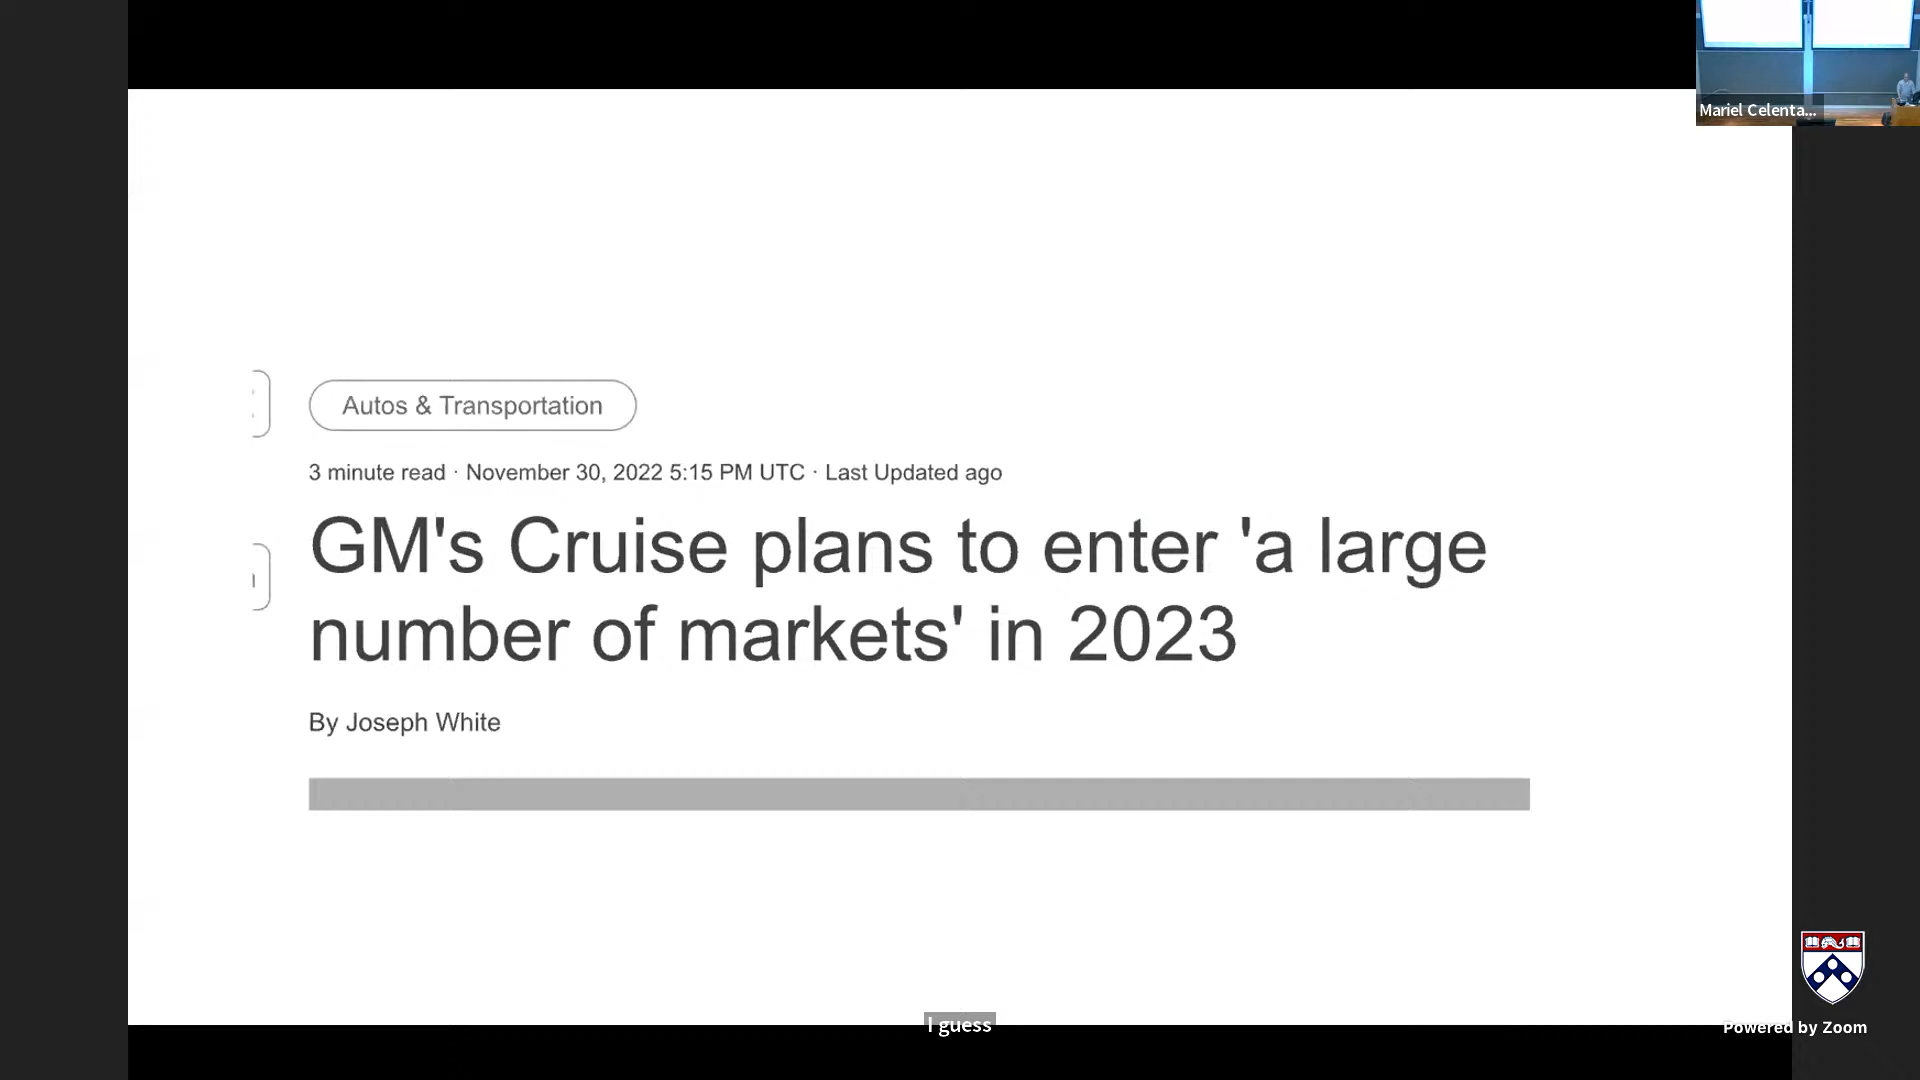 Mariel Celenta...
Autos & Transportation
3 minute read · November 30, 2022 5:15 PM UTC · Last Updated ago
GM's Cruise plans to enter 'a large
number of markets' in 2023
By Joseph White
I guess
Powered by Zoom